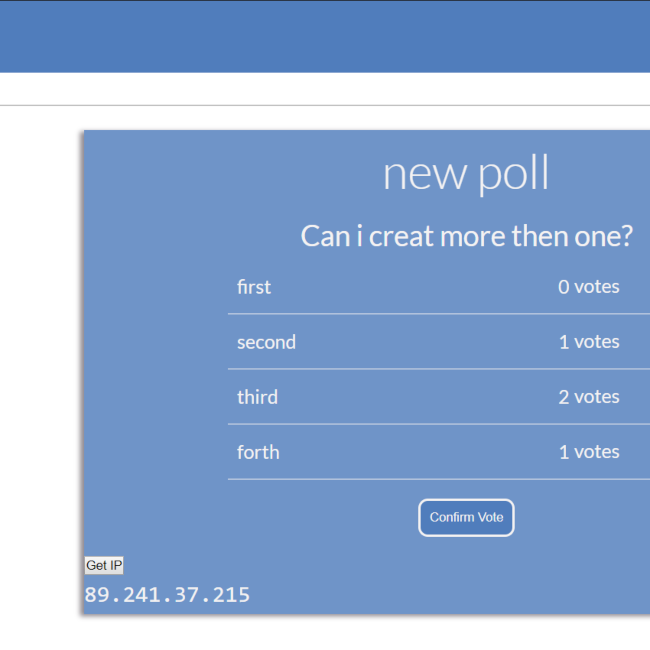 new poll
Can i creat more then one?
first 0 votes
second 1 votes
third 2 votes
forth 1 votes
Confirm Vote
Get IP
89.241.37.215